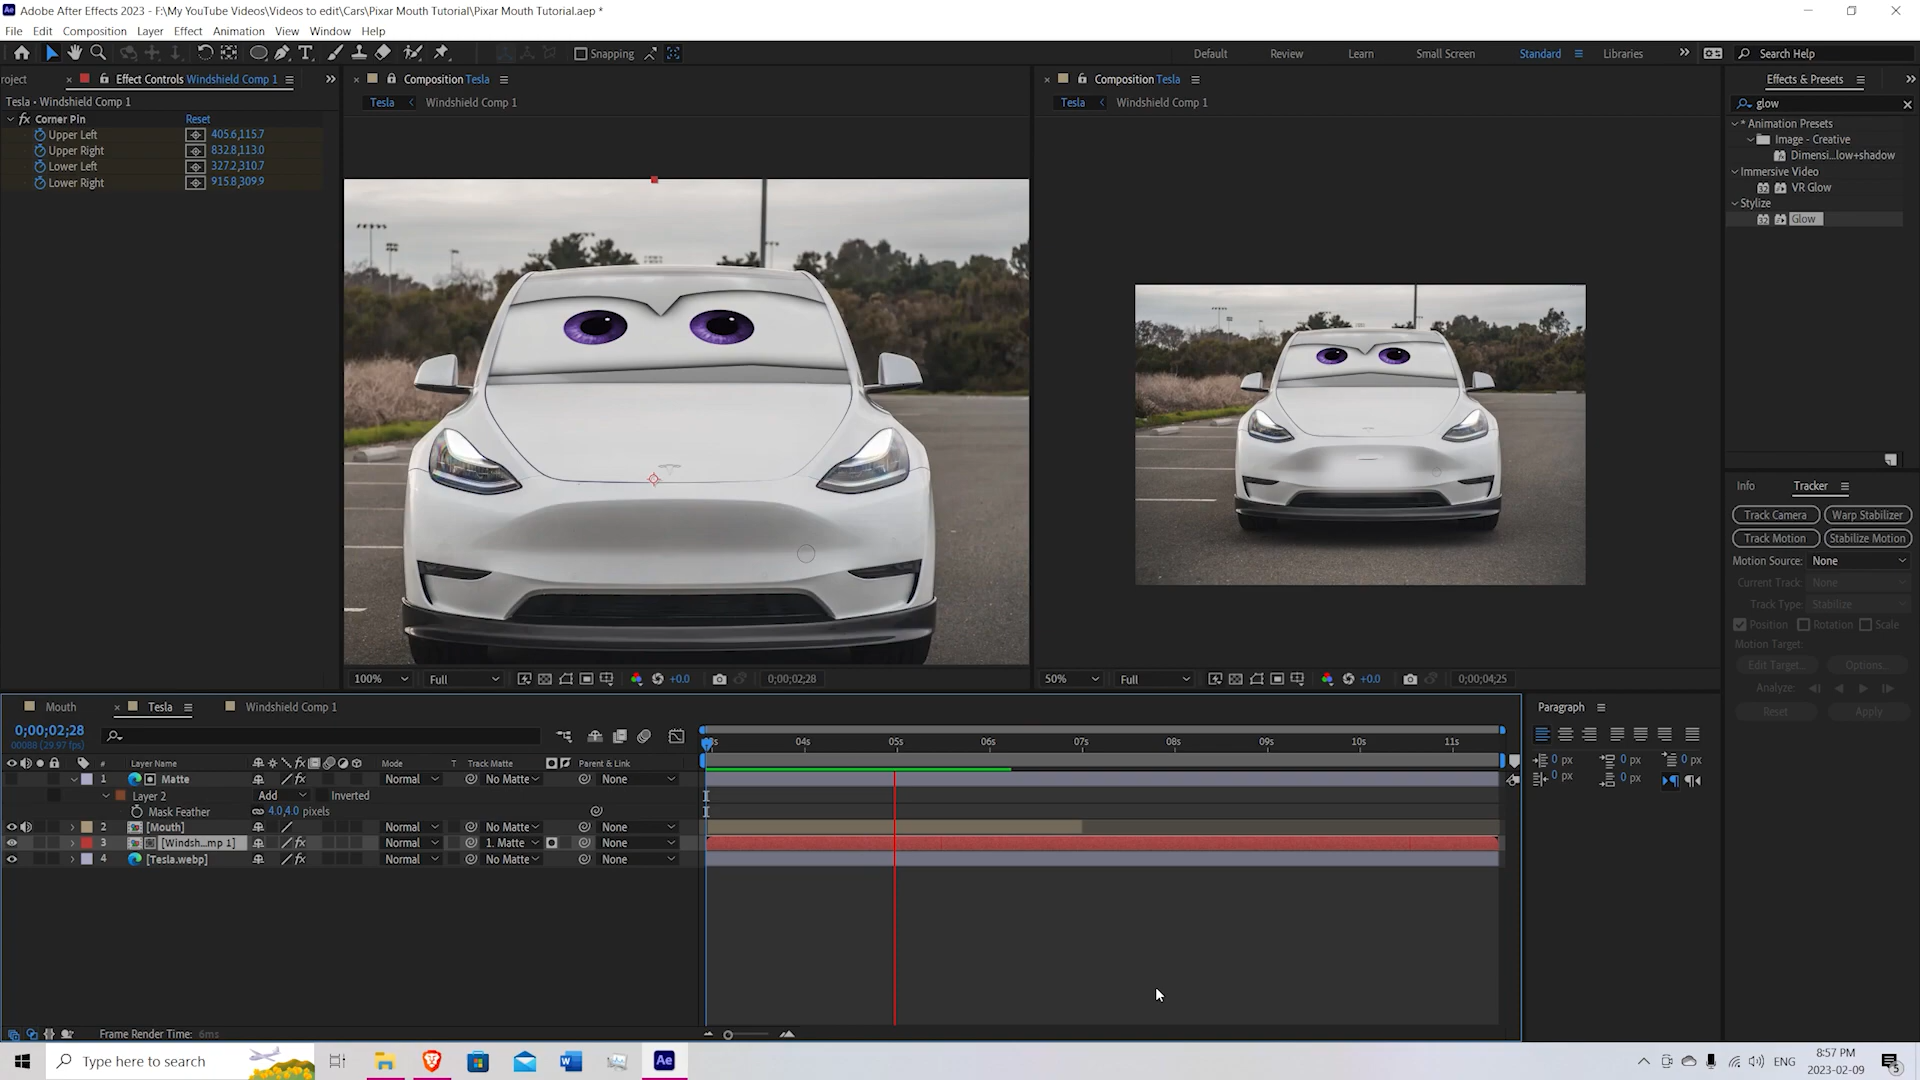 Adobe After Effects 2023 - F:\My YouTube Videos\Videos to edit\Cars\Pixar Mouth Tutorial\Pixar Mouth Tutorial.aep *
File Edit Composition Layer Effect Animation View Window Help
Snapping
Default Review Learn Small Screen Standard Libraries Search Help
roject Effect Controls Windshield Comp 1
Tesla • Windshield Comp 1
fx Corner Pin Reset
Upper Left 405.6,115.7
Upper Right 832.8,113.0
Lower Left 327.2,310.7
Lower Right 915.8,309.9
Composition Tesla
Tesla Windshield Comp 1
100% Full +0.0 0;00;02;28
Composition Tesla
Tesla Windshield Comp 1
50% Full +0.0 0;00;04;25
Effects & Presets
glow
* Animation Presets
Image - Creative
Dimensi...low+shadow
Immersive Video
VR Glow
Stylize
Glow
Info Tracker
Track Camera Warp Stabilizer
Track Motion Stabilize Motion
Motion Source: None
Current Track: None
Track Type: Stabilize
Position Rotation Scale
Motion Target:
Edit Target... Options...
Analyze:
Reset Apply
Mouth Tesla Windshield Comp 1
0;00;02;28
00088 (29.97 fps)
04s 05s 06s 07s 08s 09s 10s 11s
# Layer Name Mode T Track Matte Parent & Link
1 Matte Normal No Matte None
Layer 2 Add Inverted
Mask Feather 4.0,4.0 pixels
2 [Mouth] Normal No Matte None
3 [Windsh...mp 1] Normal 1. Matte None
4 [Tesla.webp] Normal No Matte None
Frame Render Time: 6ms
Paragraph
0 px 0 px 0 px
0 px 0 px
Type here to search
Ae
ENG
8:57 PM
2023-02-09
5